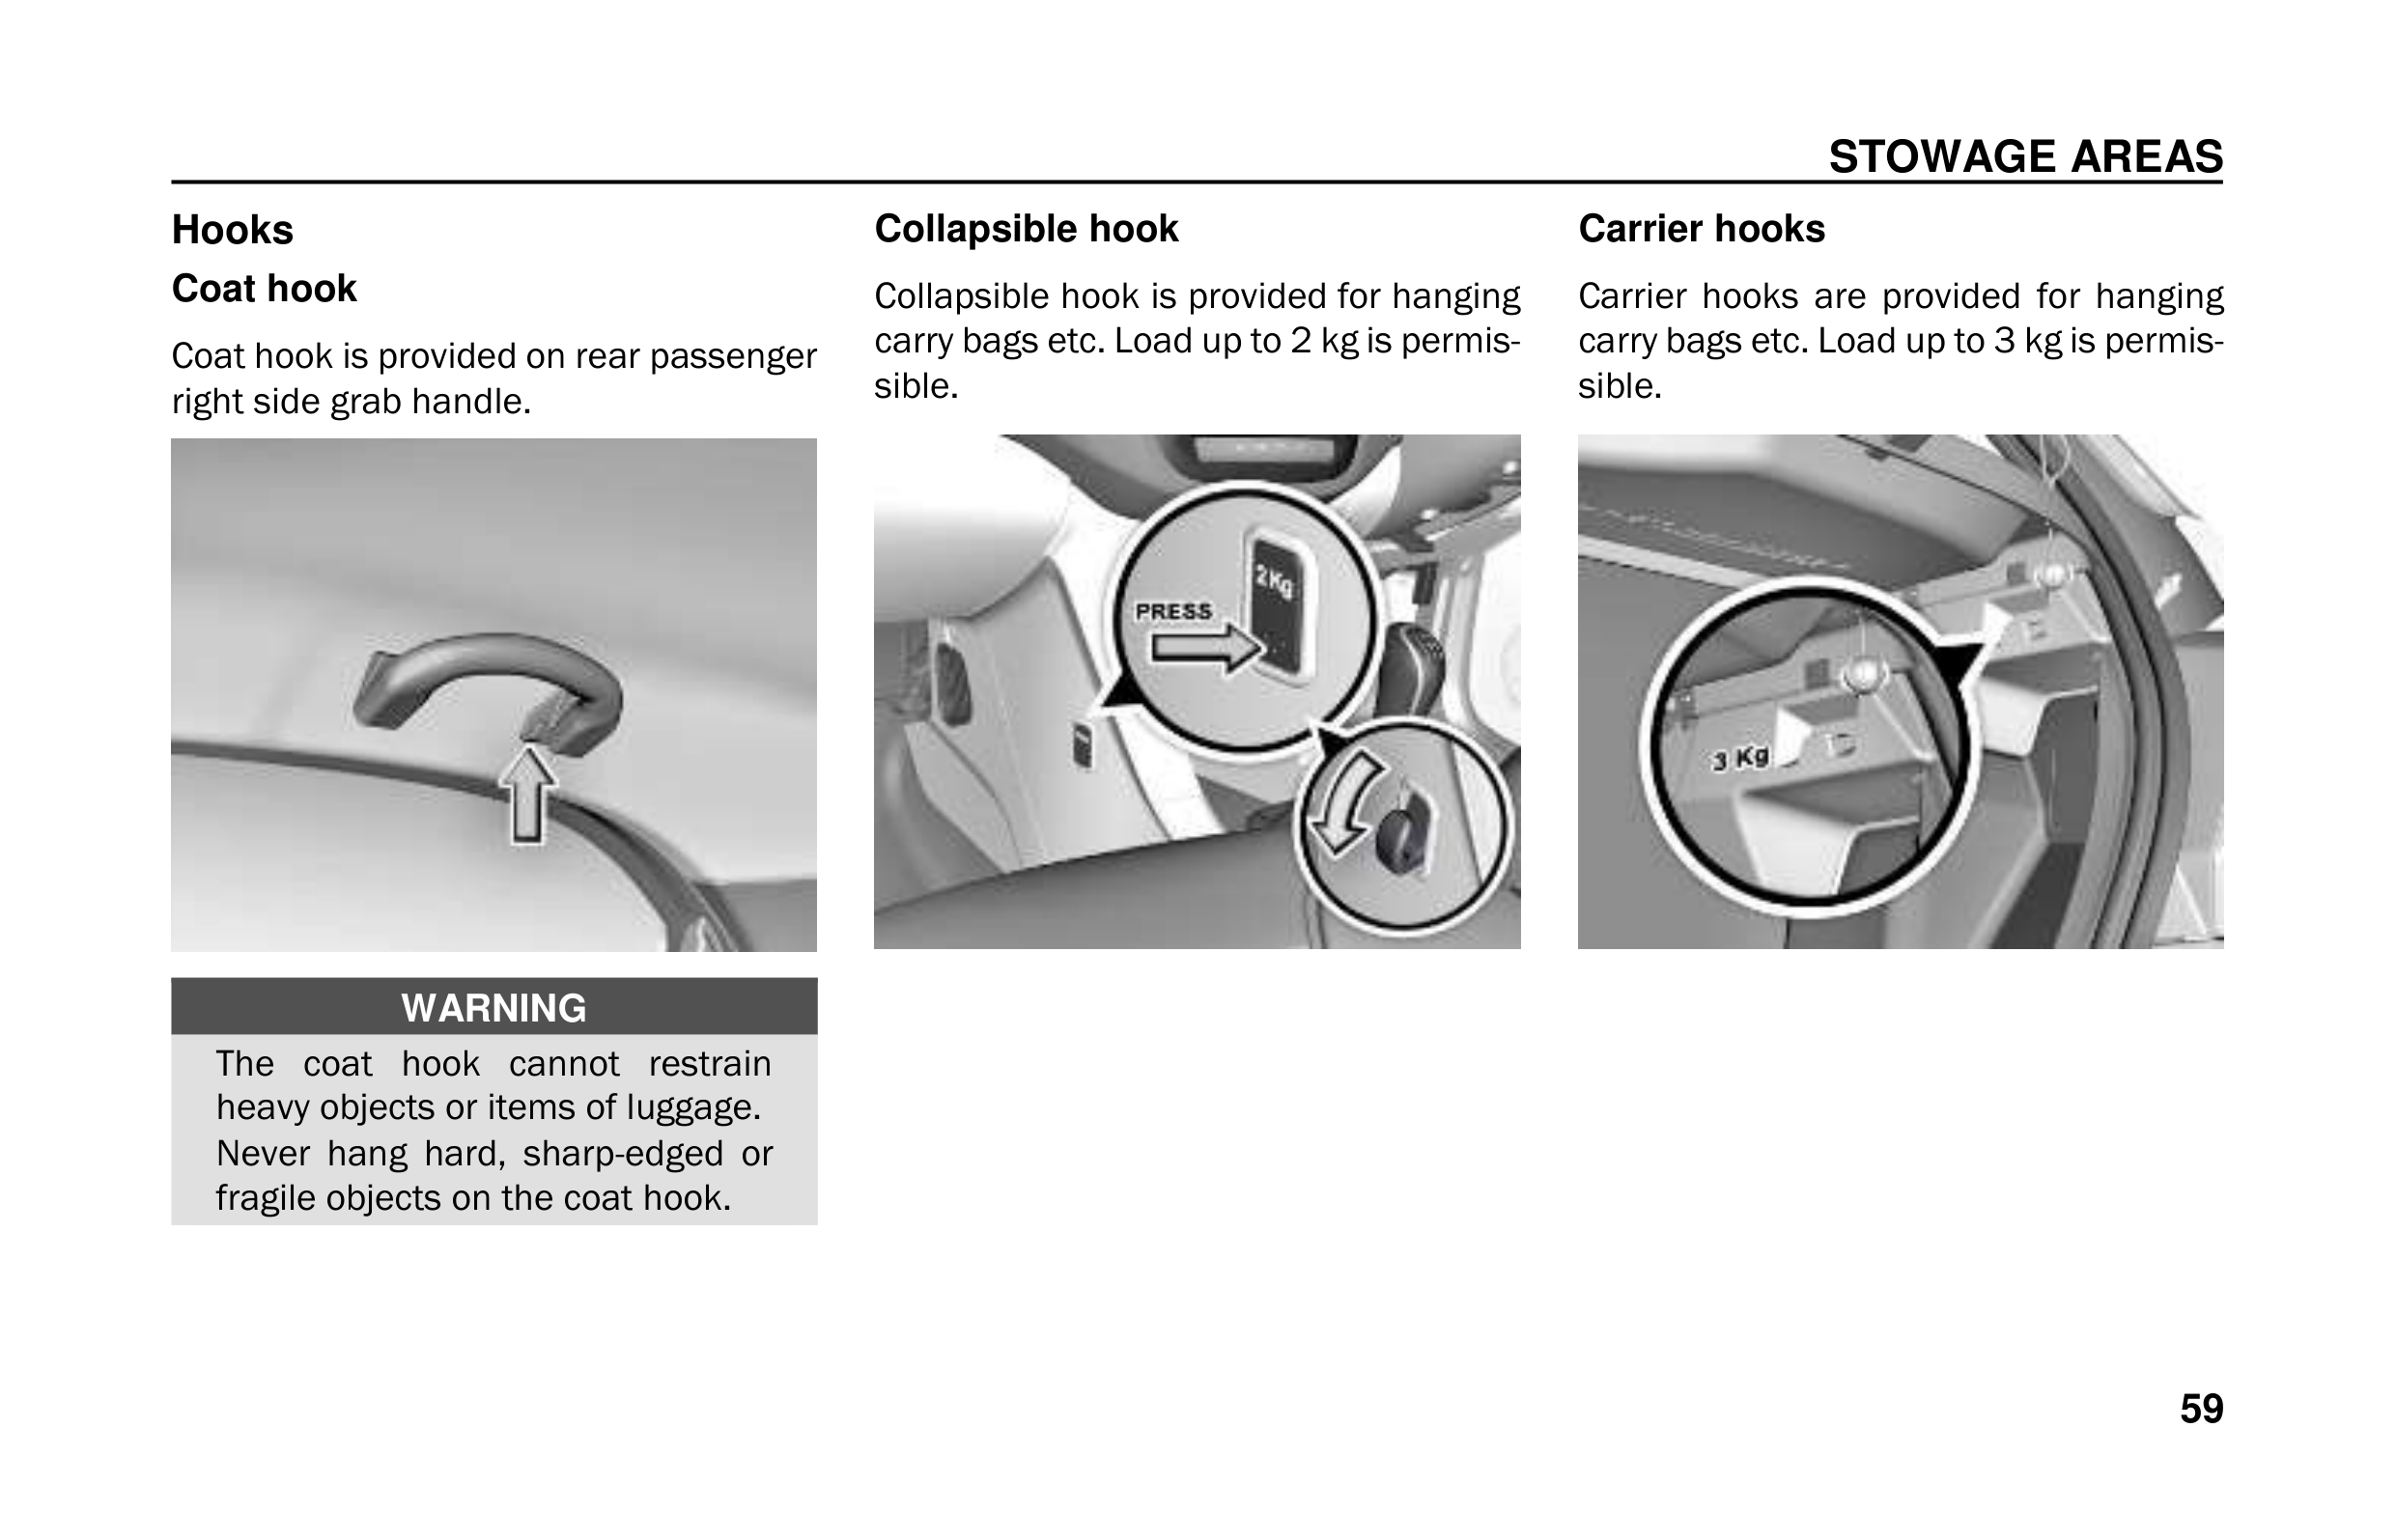 STOWAGE AREAS
Hooks
Coat hook
Coat hook is provided on rear passenger
right side grab handle.
WARNING
The coat hook cannot restrain
heavy objects or items of luggage.
Never hang hard, sharp-edged or
fragile objects on the coat hook.
Collapsible hook
Collapsible hook is provided for hanging
carry bags etc. Load up to 2 kg is permis-
sible.
2Kg
PRESS
Carrier hooks
Carrier hooks are provided for hanging
carry bags etc. Load up to 3 kg is permis-
sible.
3 Kg
59